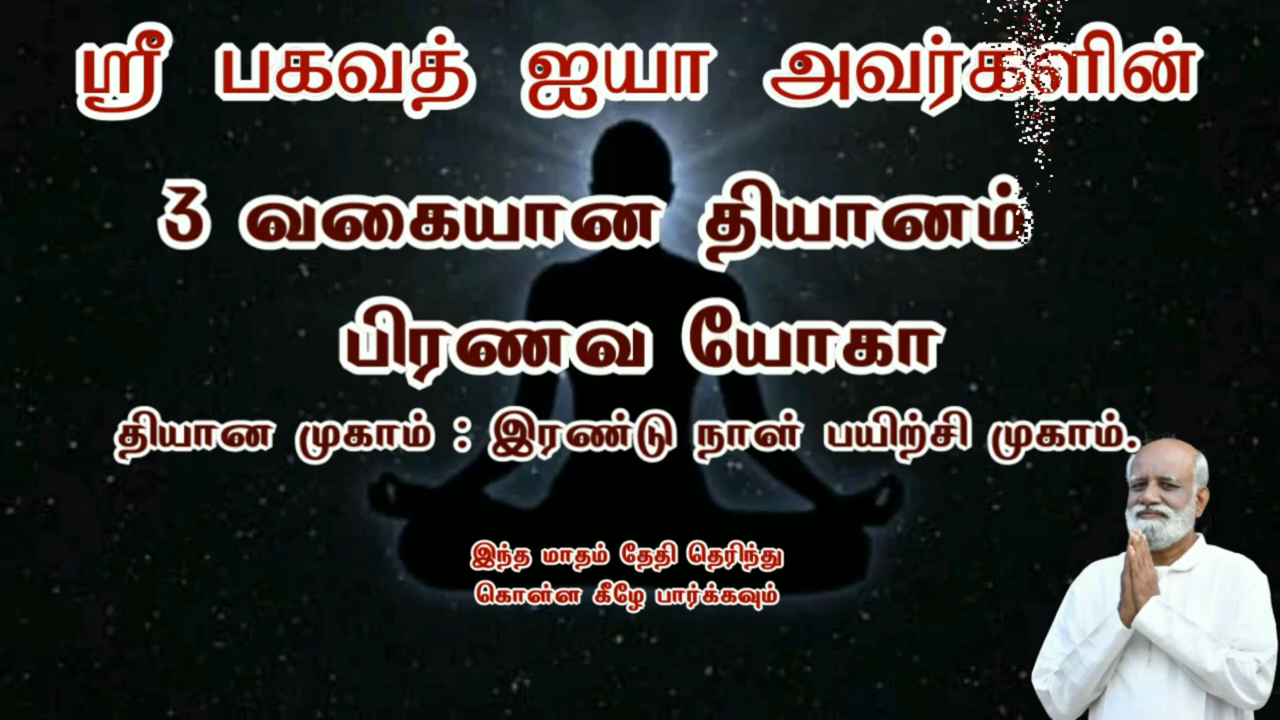 ஸ்ரீ பகவத் ஐயா அவர்களின்
3 வகையான தியானம்
பிரணவ யோகா
தியான முகாம் : இரண்டு நாள் பயிற்சி முகாம்.
இந்த மாதம் தேதி தெரிந்து
கொள்ள கீழே பார்க்கவும்